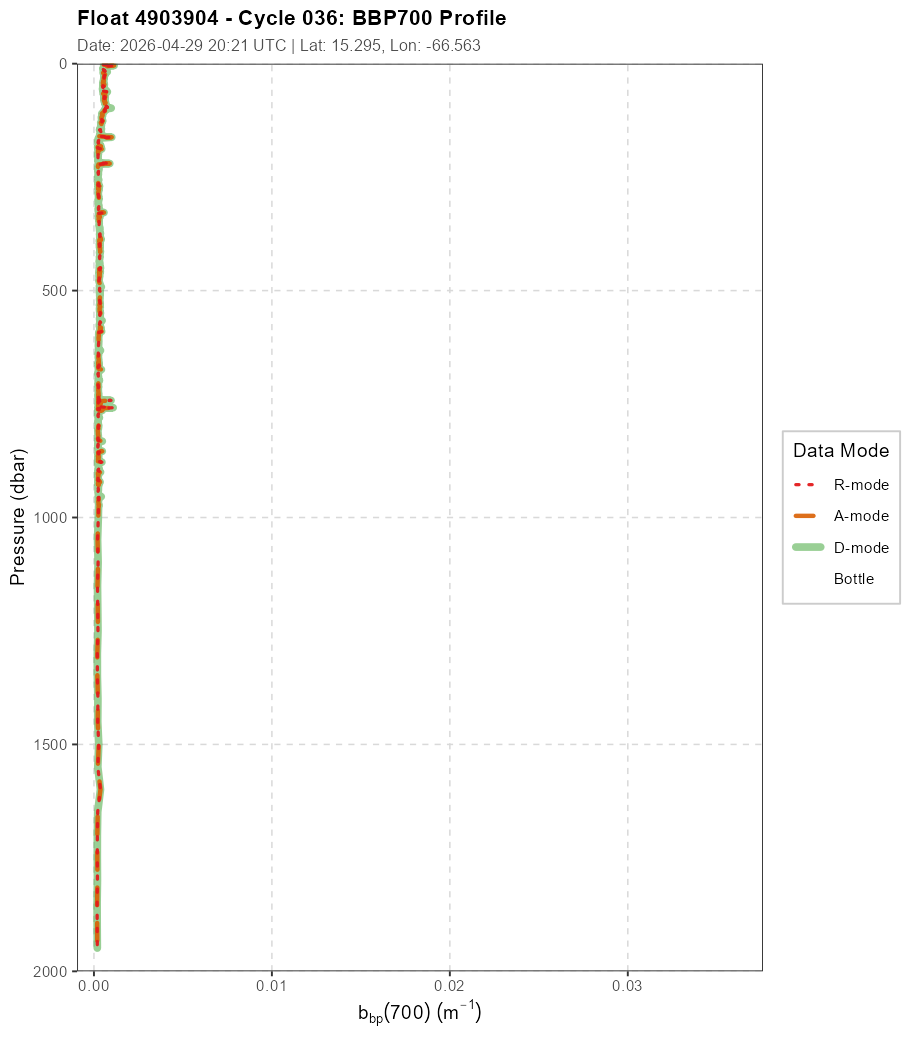 Float 4903904 - Cycle 036: BBP700 Profile
Date: 2026-04-29 20:21 UTC | Lat: 15.295, Lon: -66.563
0
500
1000
1500
2000
Pressure (dbar)
0.00 0.01 0.02 0.03
b_bp(700) (m⁻¹)
Data Mode
R-mode
A-mode
D-mode
Bottle